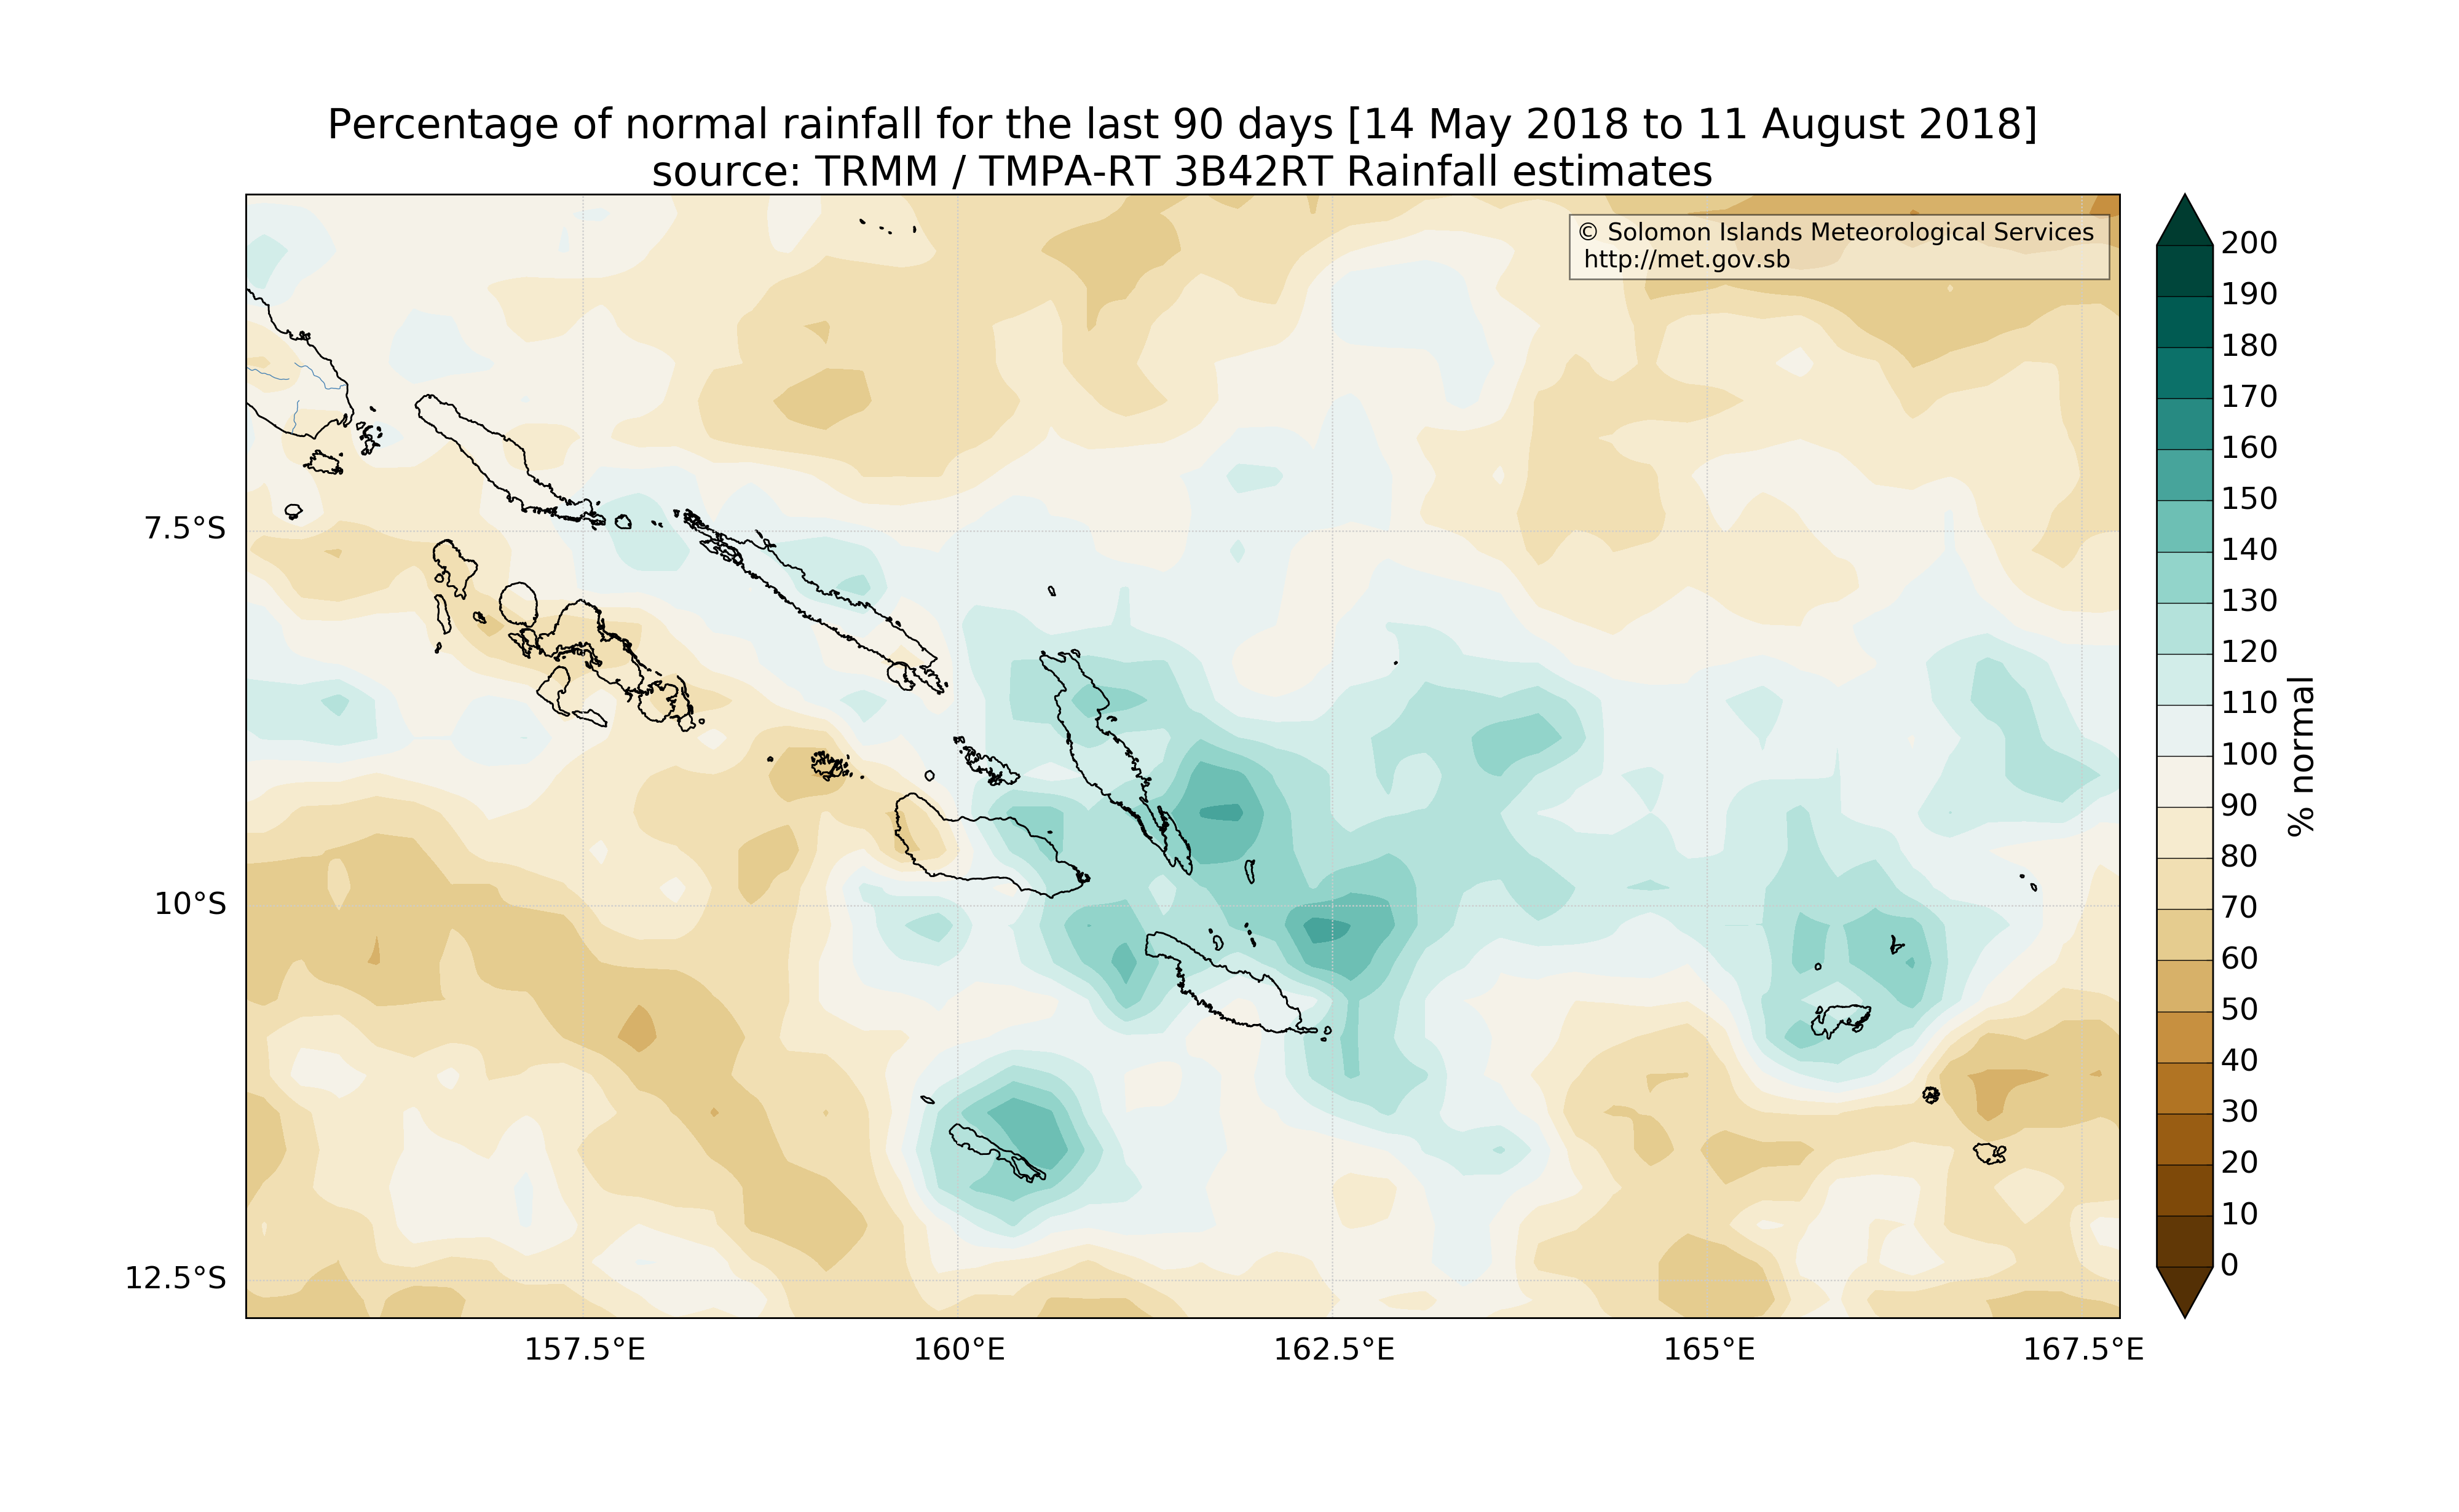 Percentage of normal rainfall for the last 90 days [14 May 2018 to 11 August 2018]
source: TRMM / TMPA-RT 3B42RT Rainfall estimates
© Solomon Islands Meteorological Services
http://met.gov.sb
7.5°S
10°S
12.5°S
157.5°E
160°E
162.5°E
165°E
167.5°E
200
190
180
170
160
150
140
130
120
110
100
90
80
70
60
50
40
30
20
10
0
% normal